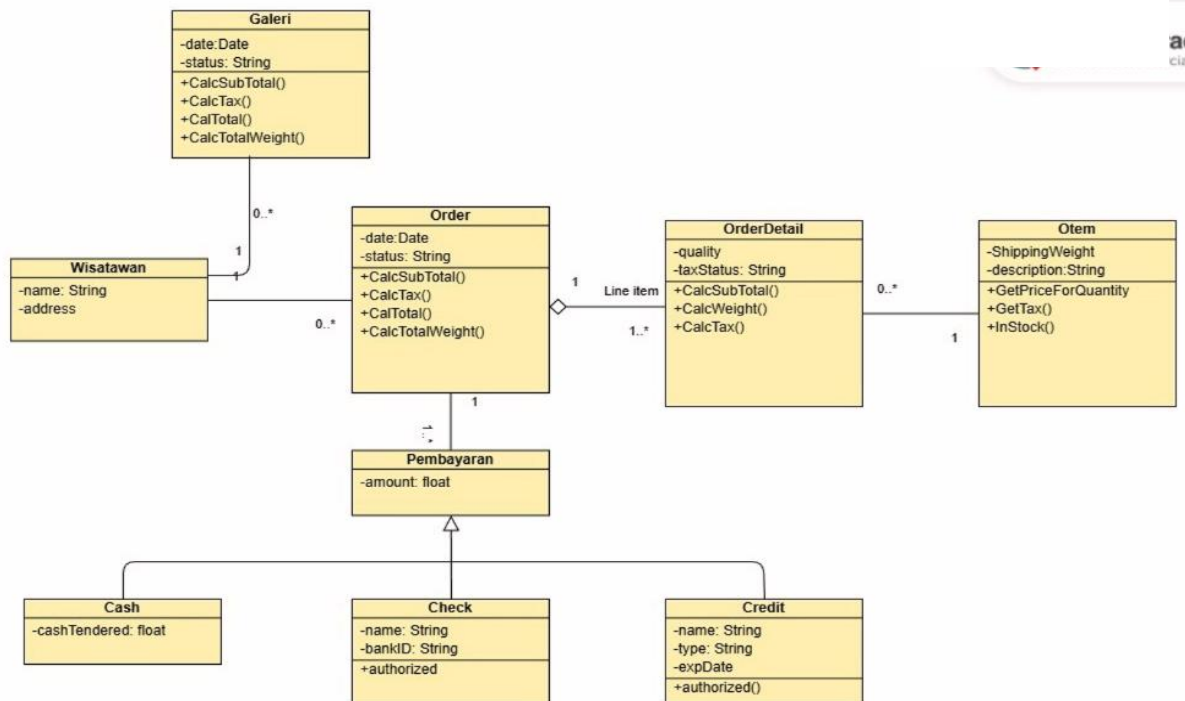 Galeri
-date:Date
-status: String
+CalcSubTotal()
+CalcTax()
+CalTotal()
+CalcTotalWeight()
0..*
1
1
Wisatawan
-name: String
-address
0..*
Order
-date:Date
-status: String
+CalcSubTotal()
+CalcTax()
+CalTotal()
+CalcTotalWeight()
1
Line item
1..*
OrderDetail
-quality
-taxStatus: String
+CalcSubTotal()
+CalcWeight()
+CalcTax()
0..*
1
Otem
-ShippingWeight
-description:String
+GetPriceForQuantity
+GetTax()
+InStock()
1
1..*
Pembayaran
-amount: float
Cash
-cashTendered: float
Check
-name: String
-bankID: String
+authorized
Credit
-name: String
-type: String
-expDate
+authorized()